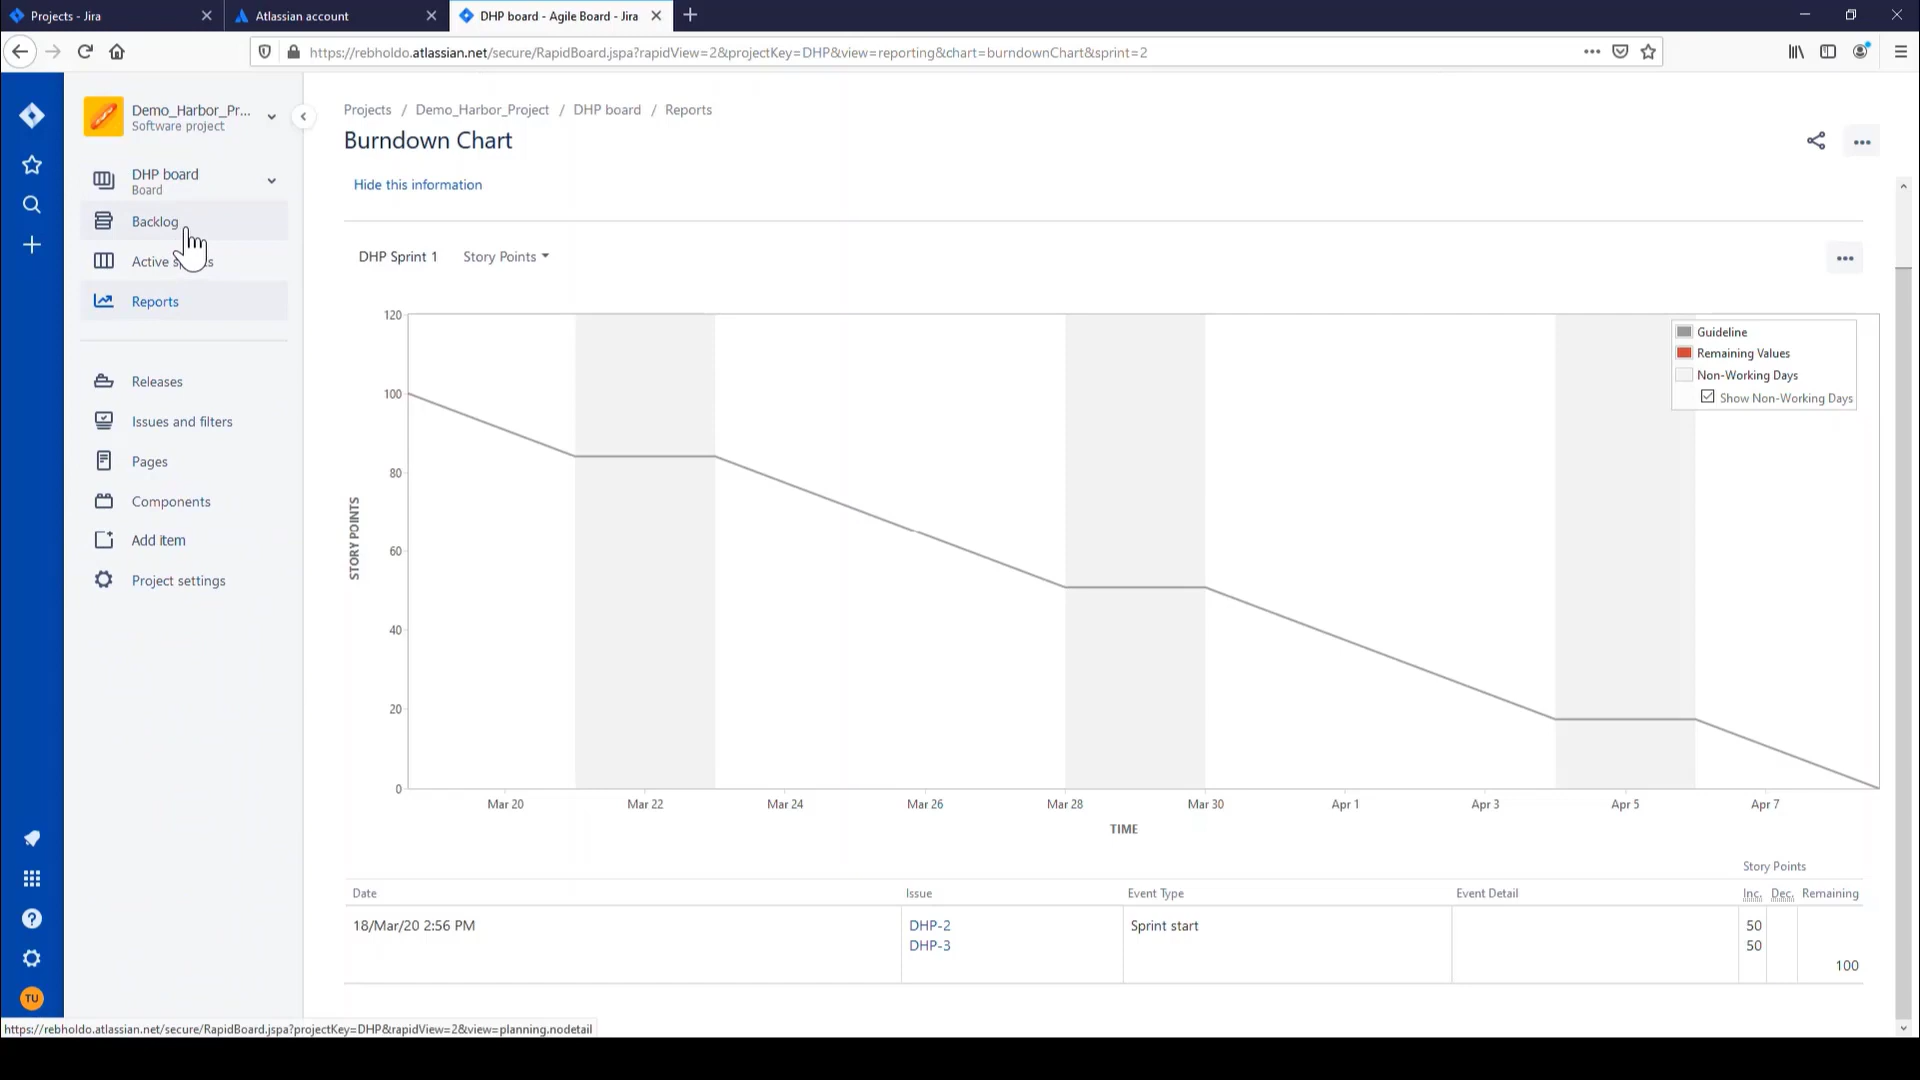 Projects - Jira
Atlassian account
DHP board - Agile Board - Jira
https://rebholdo.atlassian.net/secure/RapidBoard.jspa?rapidView=2&projectKey=DHP&view=reporting&chart=burndownChart&sprint=2
Demo_Harbor_Pr...
Software project
DHP board
Board
Backlog
Active s
Reports
Releases
Issues and filters
Pages
Components
Add item
Project settings
TU
Projects / Demo_Harbor_Project / DHP board / Reports
Burndown Chart
Hide this information
DHP Sprint 1 Story Points
Guideline
Remaining Values
Non-Working Days
Show Non-Working Days
STORY POINTS
120
100
80
60
40
20
0
Mar 20 Mar 22 Mar 24 Mar 26 Mar 28 Mar 30 Apr 1 Apr 3 Apr 5 Apr 7
TIME
Story Points
Date Issue Event Type Event Detail Inc. Dec. Remaining
18/Mar/20 2:56 PM DHP-2 Sprint start 50
DHP-3 50
100
https://rebholdo.atlassian.net/secure/RapidBoard.jspa?projectKey=DHP&rapidView=2&view=planning.nodetail